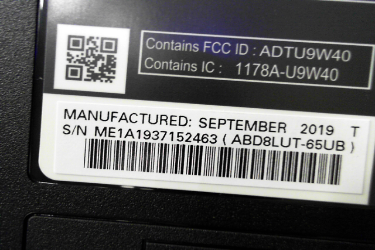 Contains FCC ID : ADTU9W40
Contains IC : 1178A-U9W40
MANUFACTURED: SEPTEMBER 2019 T
S/N ME1A1937152463 ( ABD8LUT-65UB )